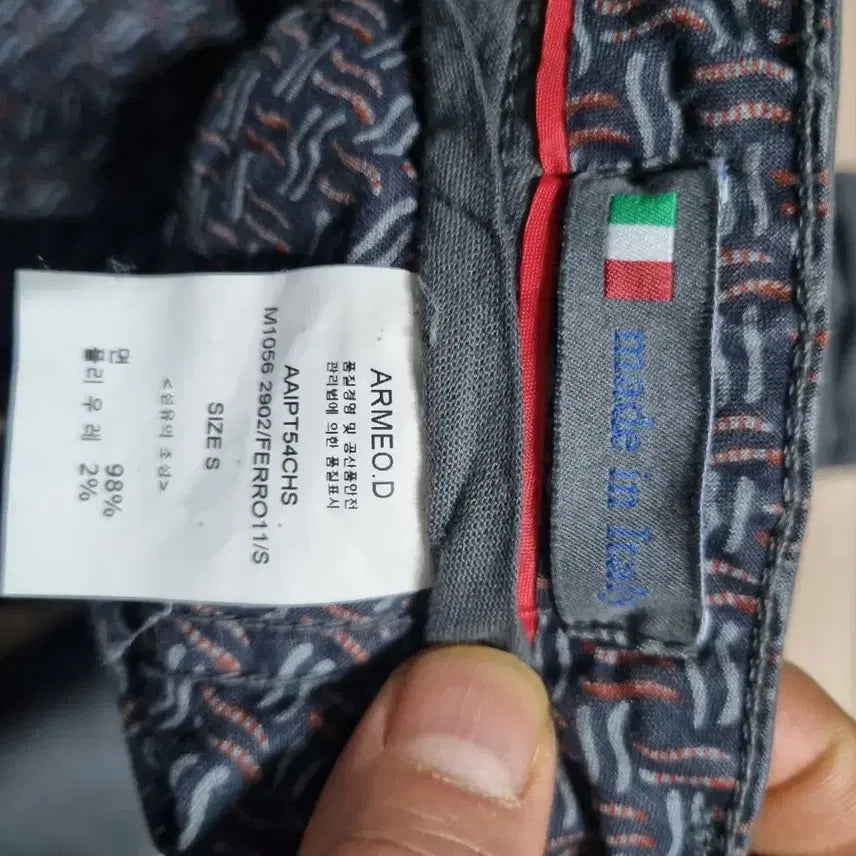 ARMEO.D
품질경영 및 공산품안전
관리법에 의한 품질표시
AAIPT54CHS
M1056 2902/FERRO11/S
SIZE S
<섬유의 조성>
면 98%
폴리우레 2%
made in Italy